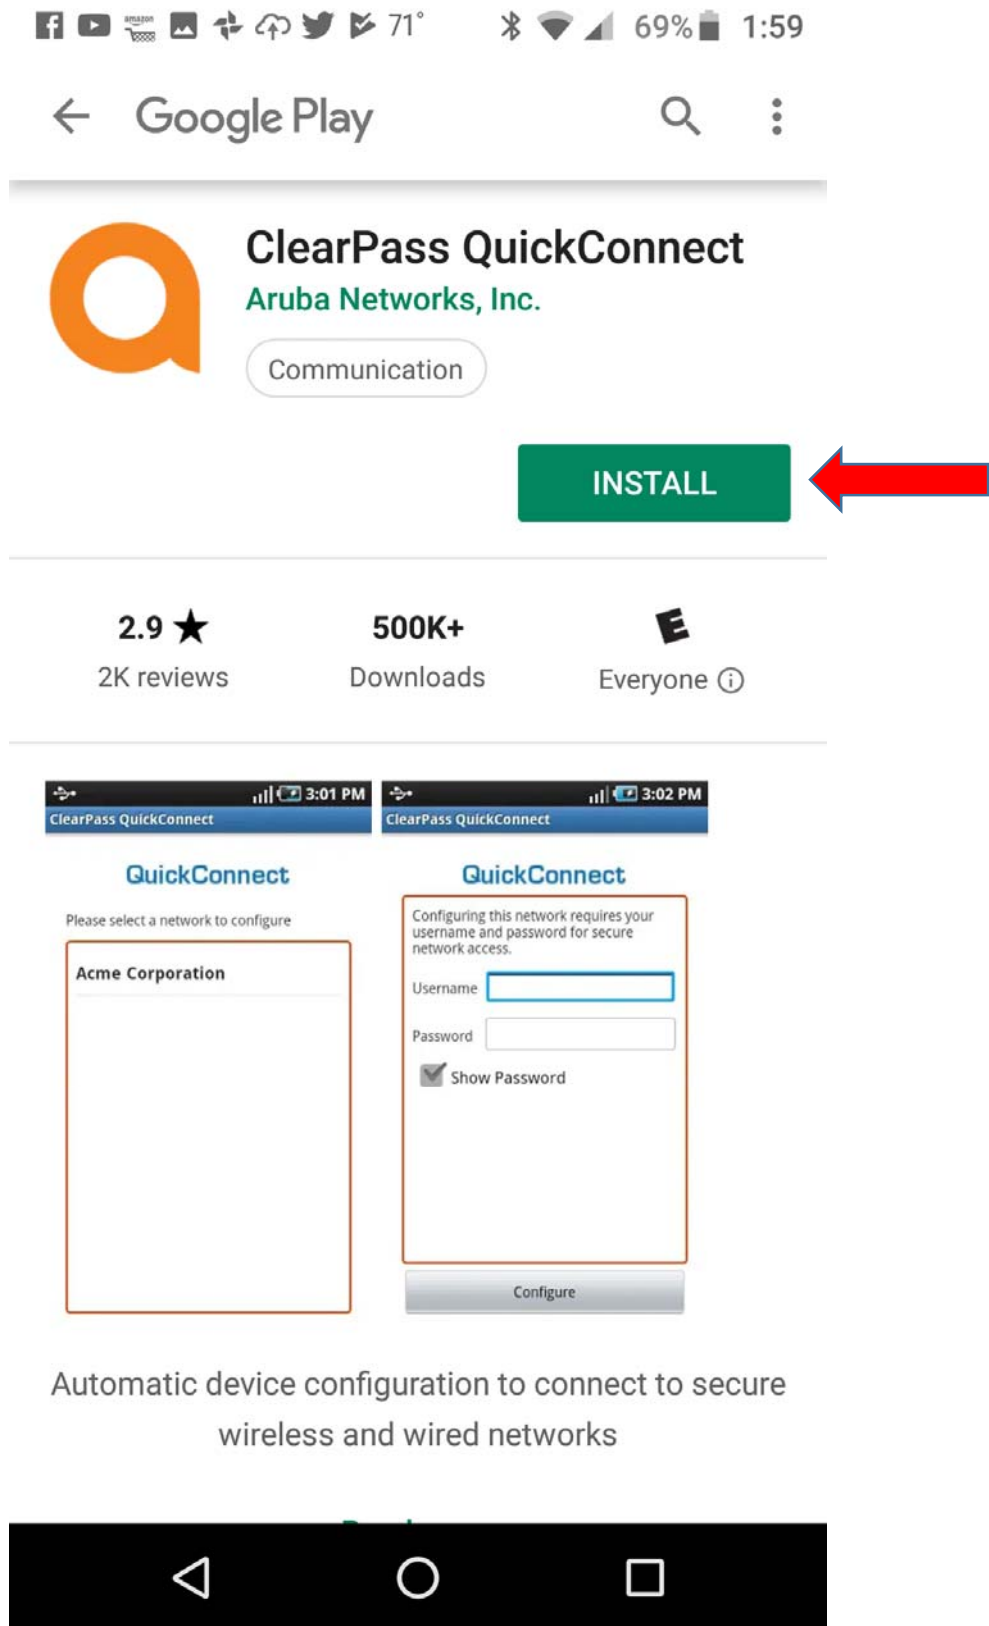 amazon
71° 69% 1:59
Google Play
ClearPass QuickConnect
Aruba Networks, Inc.
Communication
INSTALL
2.9 ★ 500K+ E
2K reviews Downloads Everyone
3:01 PM 3:02 PM
ClearPass QuickConnect ClearPass QuickConnect
QuickConnect QuickConnect
Please select a network to configure
Acme Corporation
Configuring this network requires your
username and password for secure
network access.
Username
Password
Show Password
Configure
Automatic device configuration to connect to secure
wireless and wired networks